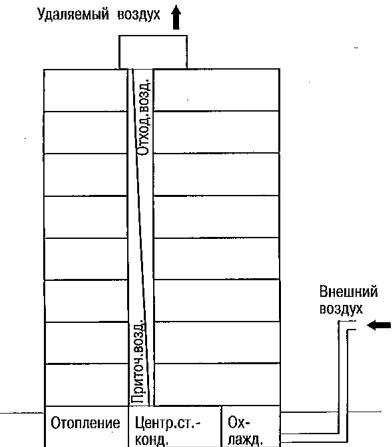 Удаляемый воздух
Отход.возд.
Приточ.возд.
Внешний
воздух
Отопление
Центр.ст.-
конд.
Ох-
лажд.